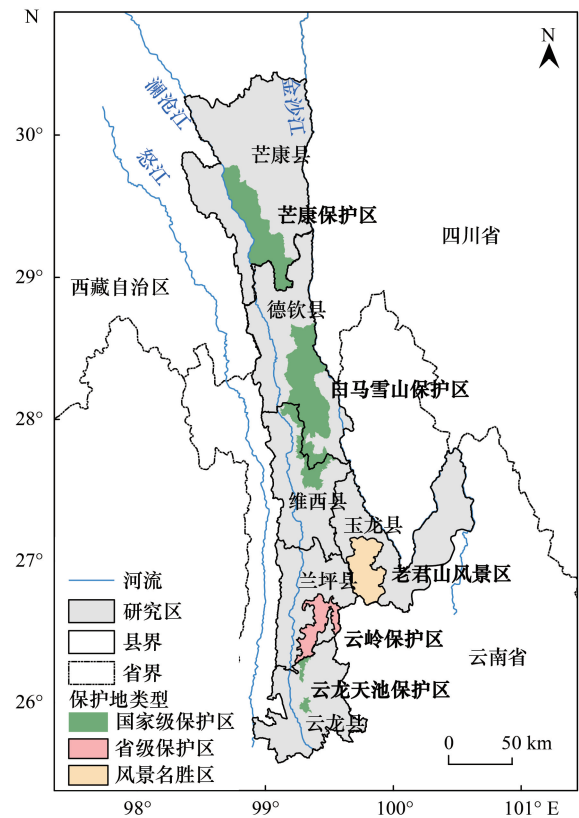 N
N
澜沧江
金沙江
怒江
30°
芒康县
芒康保护区
四川省
29°
西藏自治区
德钦县
白马雪山保护区
28°
维西县
玉龙县
27°
兰坪县
老君山风景区
河流
研究区
云岭保护区
县界
云南省
省界
26°
保护地类型
云龙天池保护区
国家级保护区
云龙县
省级保护区
0 50 km
风景名胜区
98° 99° 100° 101° E